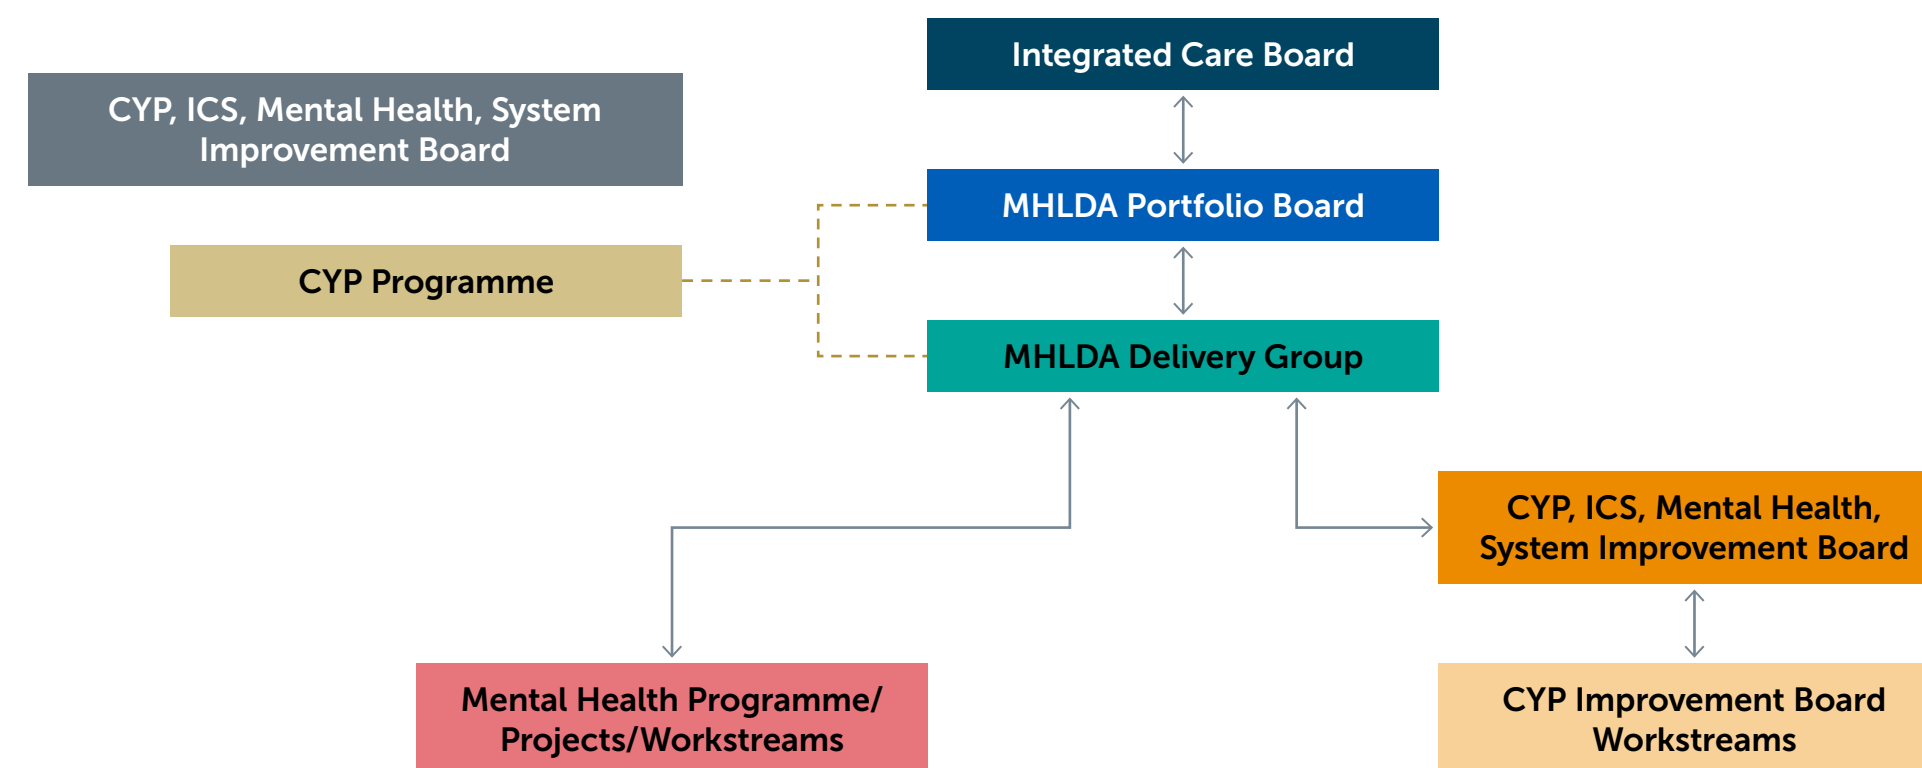 Integrated Care Board
CYP, ICS, Mental Health, System
Improvement Board
MHLDA Portfolio Board
CYP Programme
MHLDA Delivery Group
CYP, ICS, Mental Health,
System Improvement Board
Mental Health Programme/
Projects/Workstreams
CYP Improvement Board
Workstreams